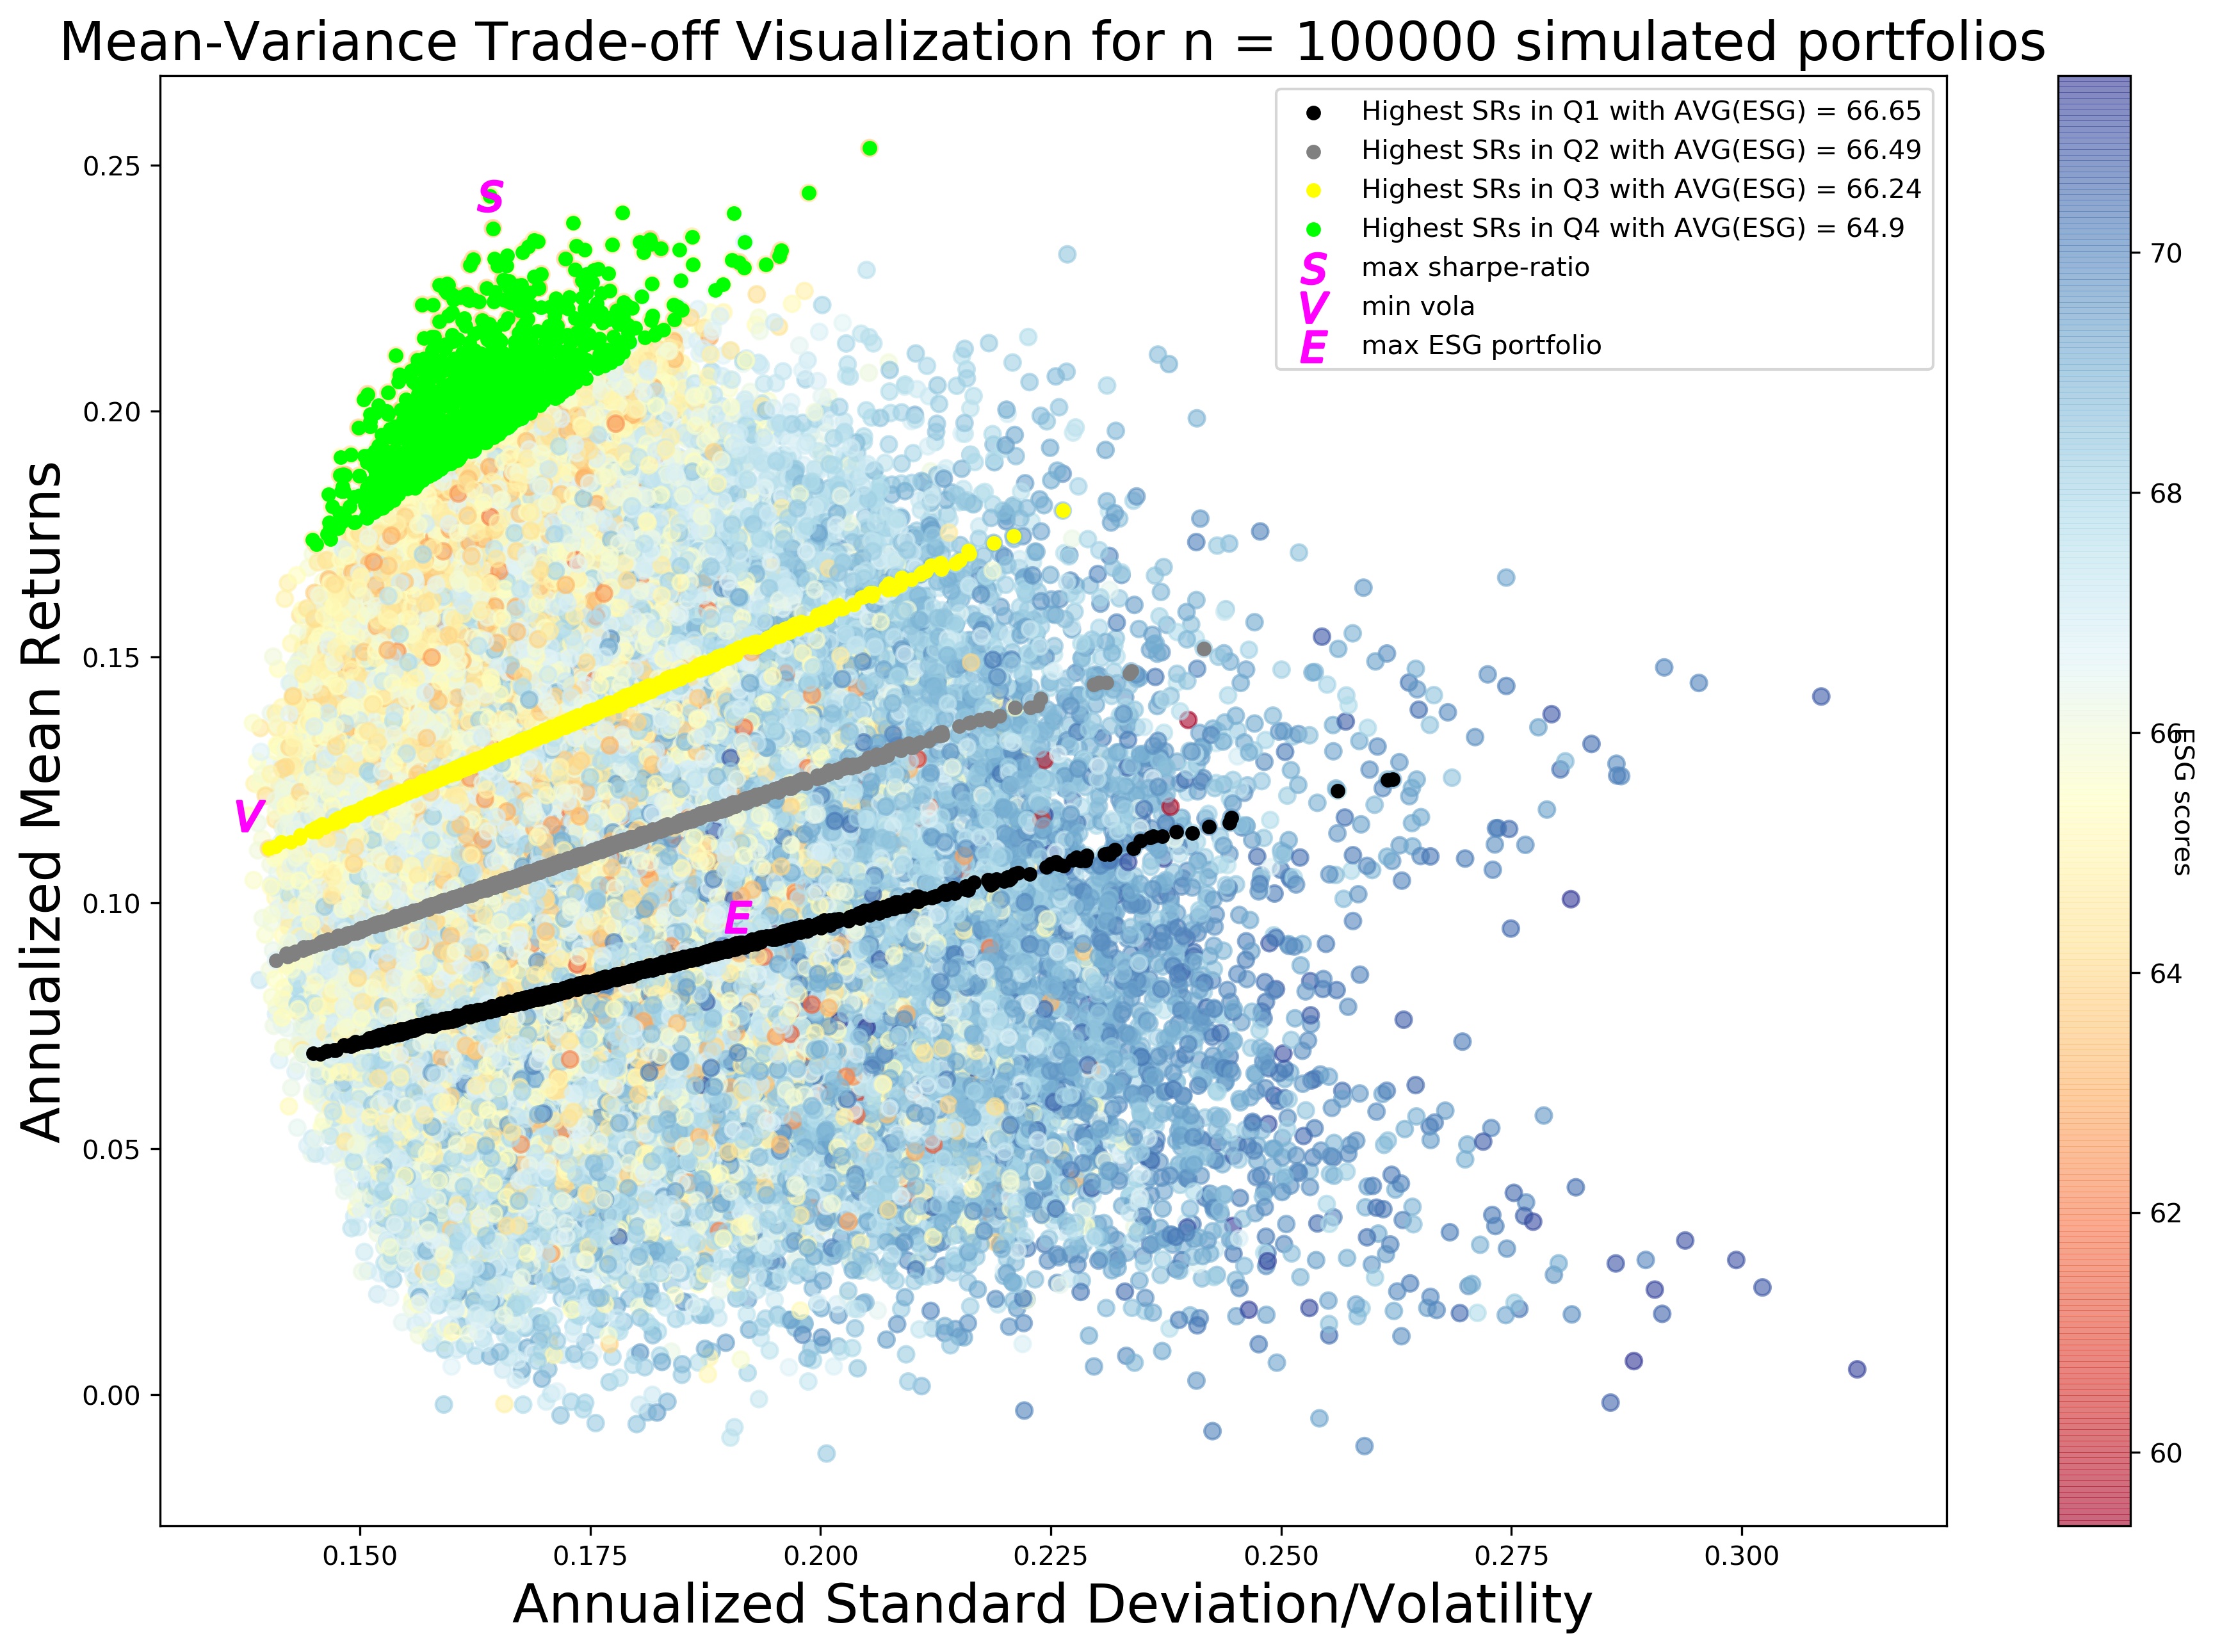 Mean-Variance Trade-off Visualization for n = 100000 simulated portfolios
Highest SRs in Q1 with AVG(ESG) = 66.65
Highest SRs in Q2 with AVG(ESG) = 66.49
Highest SRs in Q3 with AVG(ESG) = 66.24
Highest SRs in Q4 with AVG(ESG) = 64.9
S max sharpe-ratio
V min vola
E max ESG portfolio
S
V
E
Annualized Mean Returns
0.25
0.20
0.15
0.10
0.05
0.00
0.150 0.175 0.200 0.225 0.250 0.275 0.300
Annualized Standard Deviation/Volatility
70
68
66
64
62
60
ESG scores